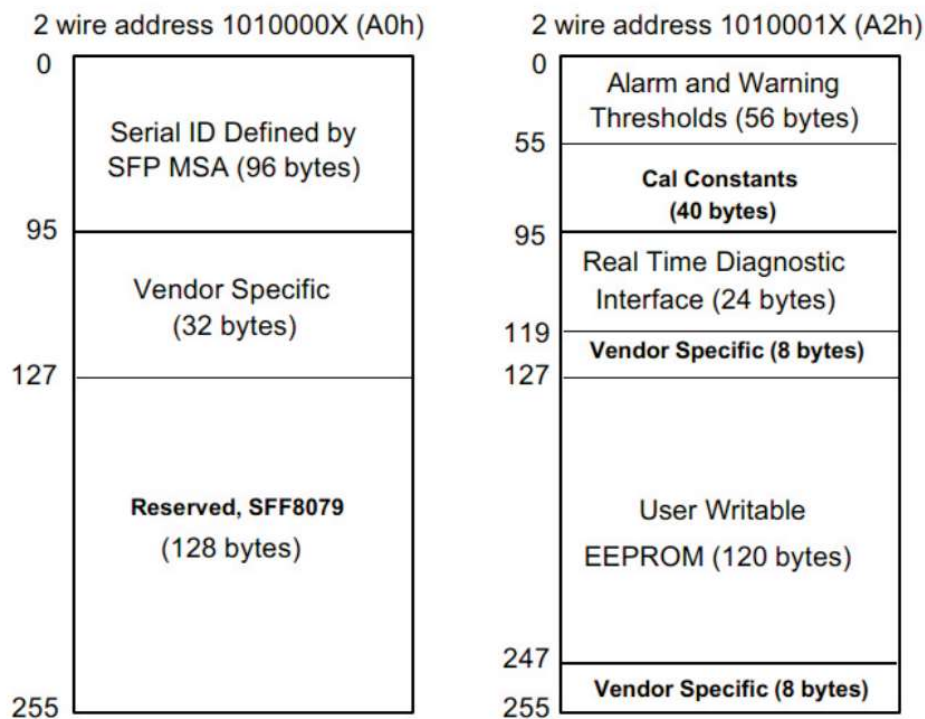 2 wire address 1010000X (A0h)
0
Serial ID Defined by
SFP MSA (96 bytes)
95
Vendor Specific
(32 bytes)
127
Reserved, SFF8079
(128 bytes)
255
2 wire address 1010001X (A2h)
0
Alarm and Warning
Thresholds (56 bytes)
55
Cal Constants
(40 bytes)
95
Real Time Diagnostic
Interface (24 bytes)
119
Vendor Specific (8 bytes)
127
User Writable
EEPROM (120 bytes)
247
Vendor Specific (8 bytes)
255